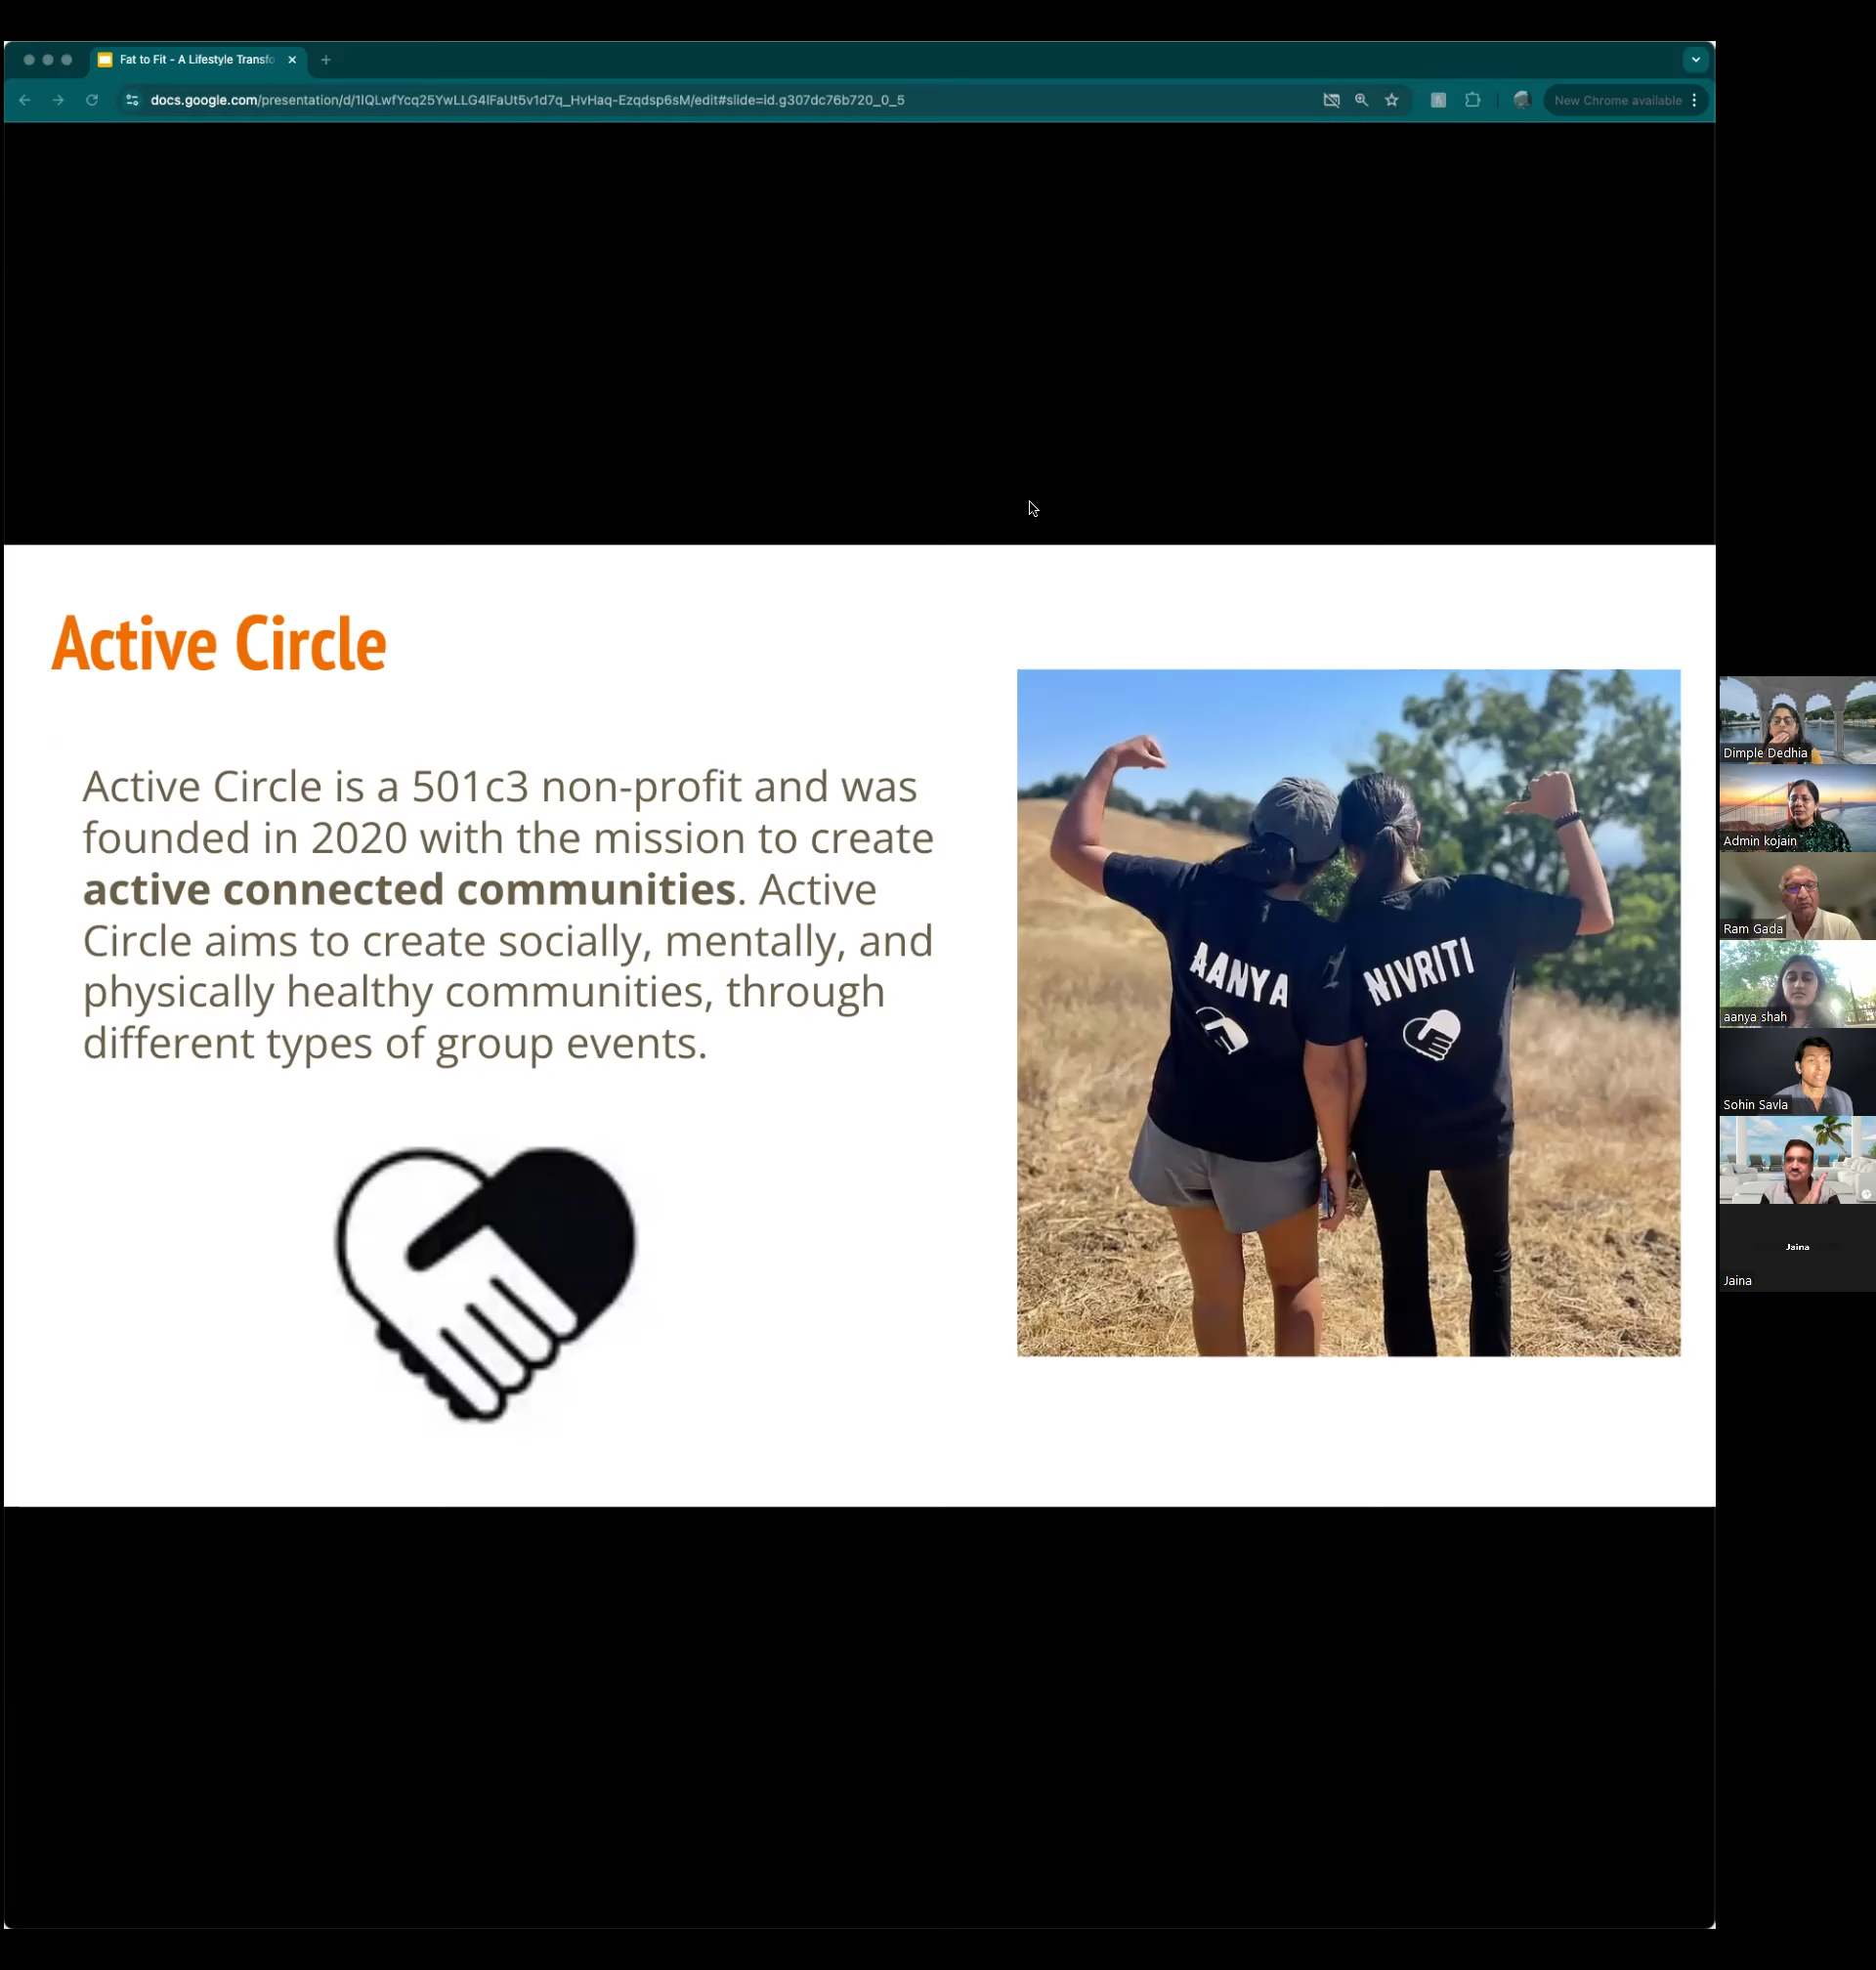 Fat to Fit - A Lifestyle Transfo
docs.google.com/presentation/d/1lQLwfYcq25YwLLG4lFaUt5v1d7q_HvHaq-Ezqdsp6sM/edit#slide=id.g307dc76b720_0_5
New Chrome available
Active Circle
Active Circle is a 501c3 non-profit and was
founded in 2020 with the mission to create
active connected communities. Active
Circle aims to create socially, mentally, and
physically healthy communities, through
different types of group events.
AANYA
NIVRITI
Dimple Dedhia
Admin kojain
Ram Gada
aanya shah
Sohin Savla
Jaina
Jaina